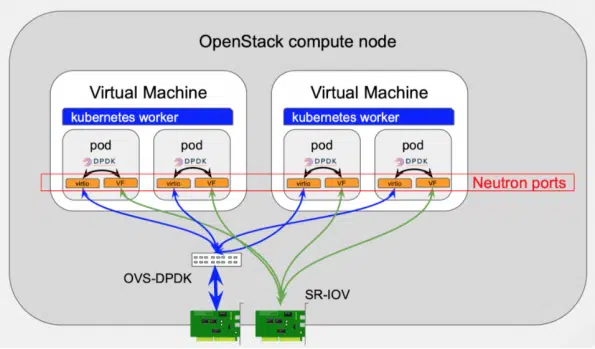 OpenStack compute node
Virtual Machine
Virtual Machine
kubernetes worker
kubernetes worker
pod
pod
pod
pod
DPDK
DPDK
DPDK
DPDK
virtio
VF
virtio
VF
virtio
VF
virtio
VF
Neutron ports
OVS-DPDK
SR-IOV